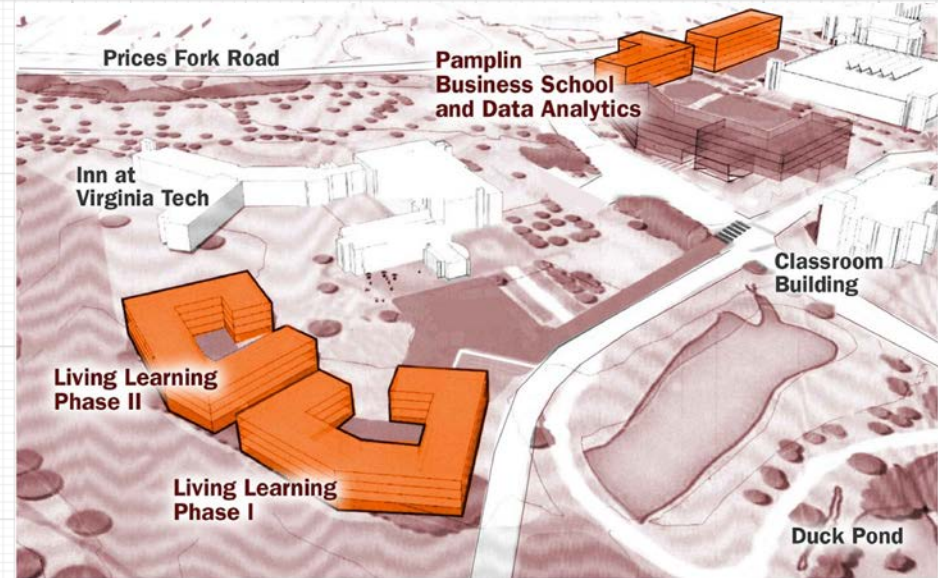 Prices Fork Road
Pamplin
Business School
and Data Analytics
Inn at
Virginia Tech
Classroom
Building
Living Learning
Phase II
Living Learning
Phase I
Duck Pond